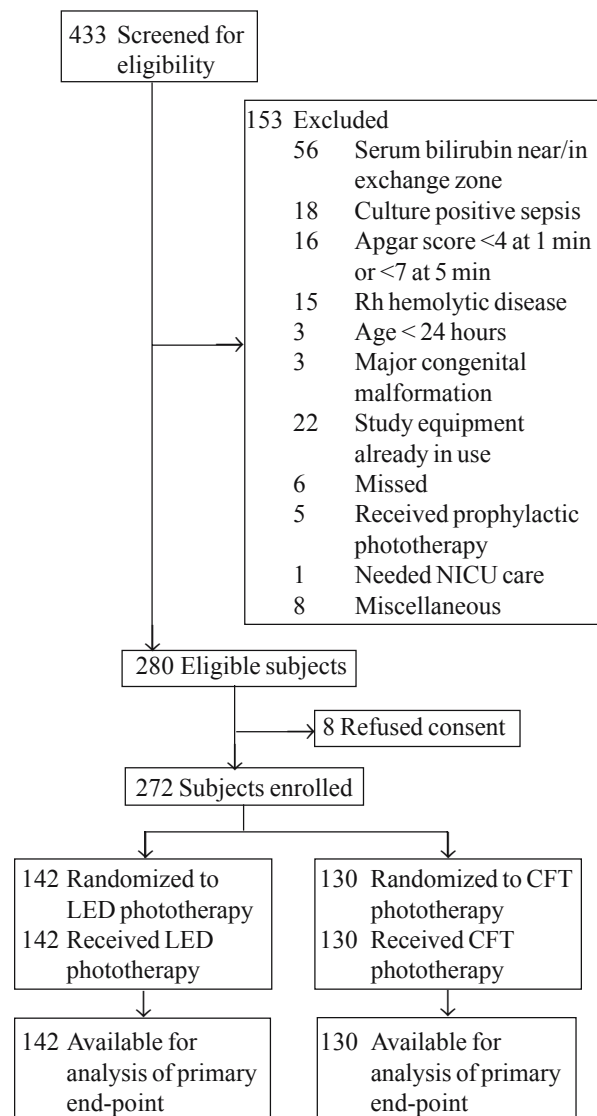 433 Screened for
eligibility
153 Excluded
56 Serum bilirubin near/in
exchange zone
18 Culture positive sepsis
16 Apgar score <4 at 1 min
or <7 at 5 min
15 Rh hemolytic disease
3 Age < 24 hours
3 Major congenital
malformation
22 Study equipment
already in use
6 Missed
5 Received prophylactic
phototherapy
1 Needed NICU care
8 Miscellaneous
280 Eligible subjects
8 Refused consent
272 Subjects enrolled
142 Randomized to
LED phototherapy
142 Received LED
phototherapy
130 Randomized to CFT
phototherapy
130 Received CFT
phototherapy
142 Available for
analysis of primary
end-point
130 Available for
analysis of primary
end-point